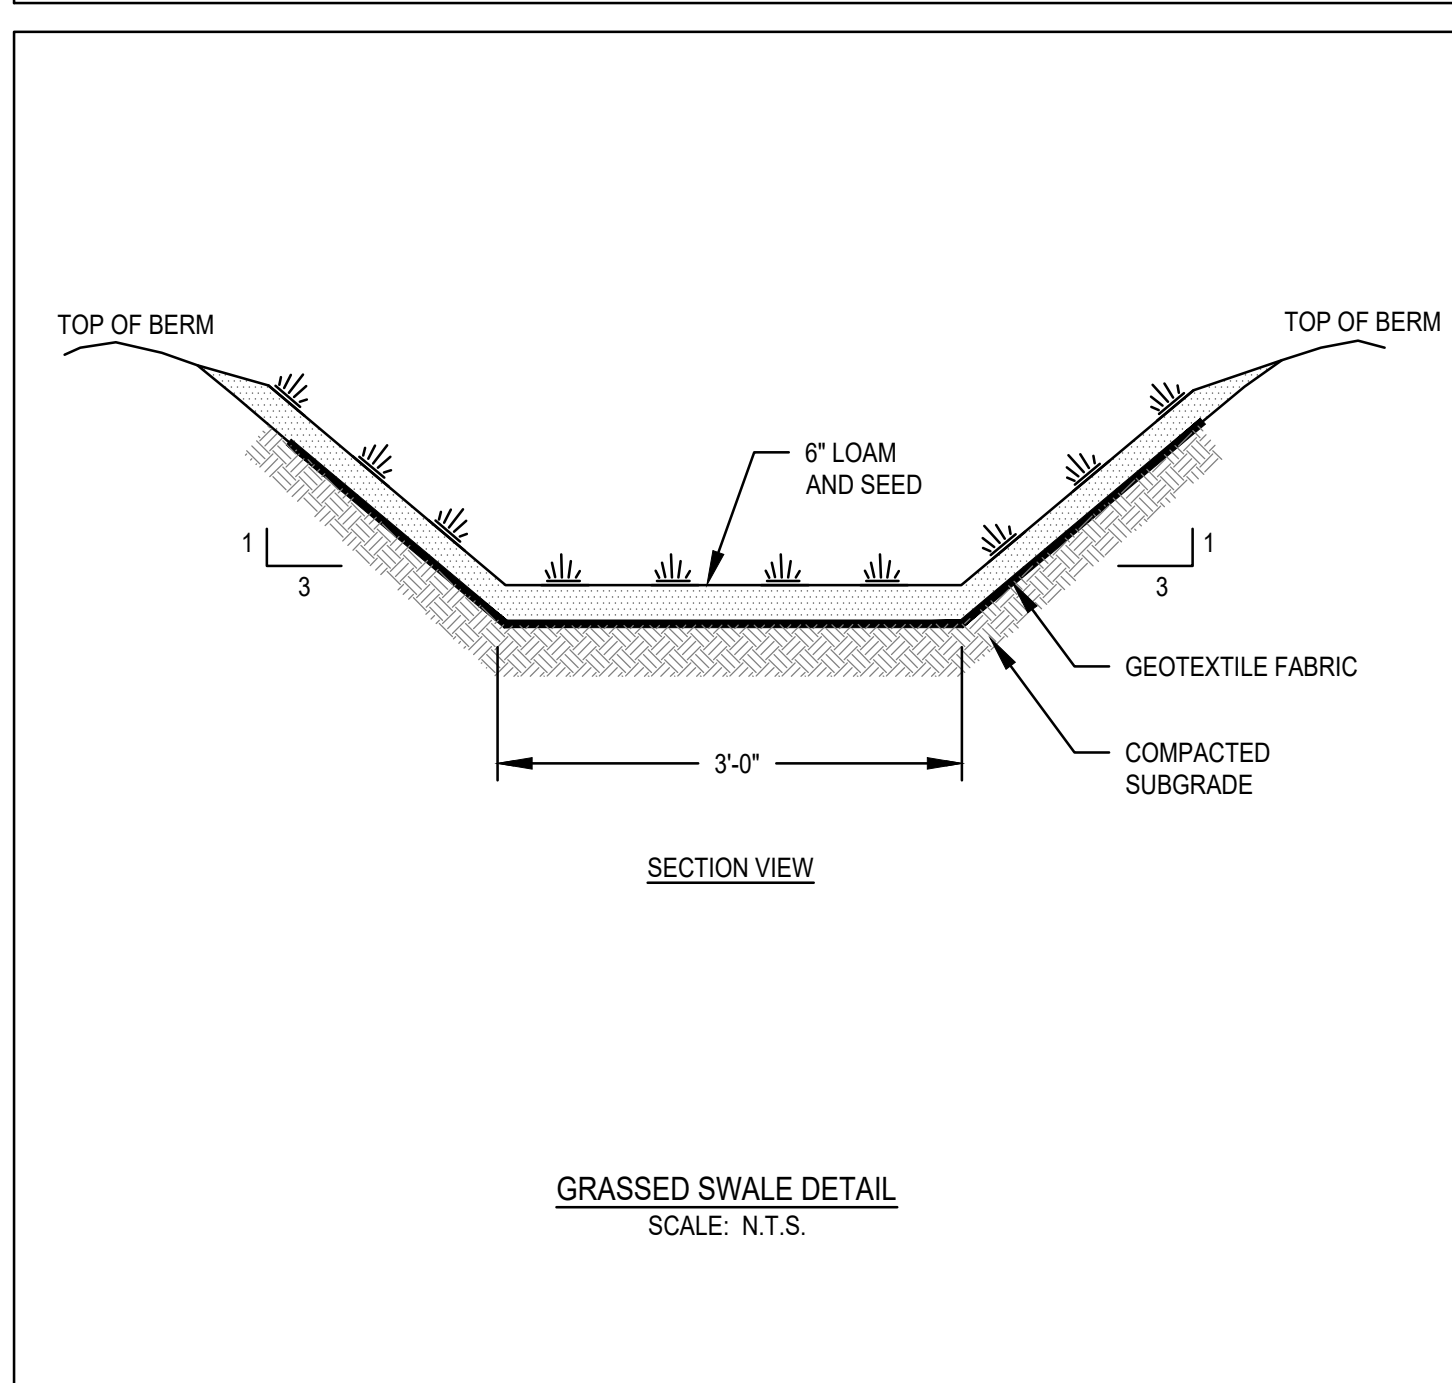 TOP OF BERM
TOP OF BERM
6" LOAM
AND SEED
1
3
1
3
GEOTEXTILE FABRIC
COMPACTED
SUBGRADE
3'-0"
SECTION VIEW
GRASSED SWALE DETAIL
SCALE: N.T.S.